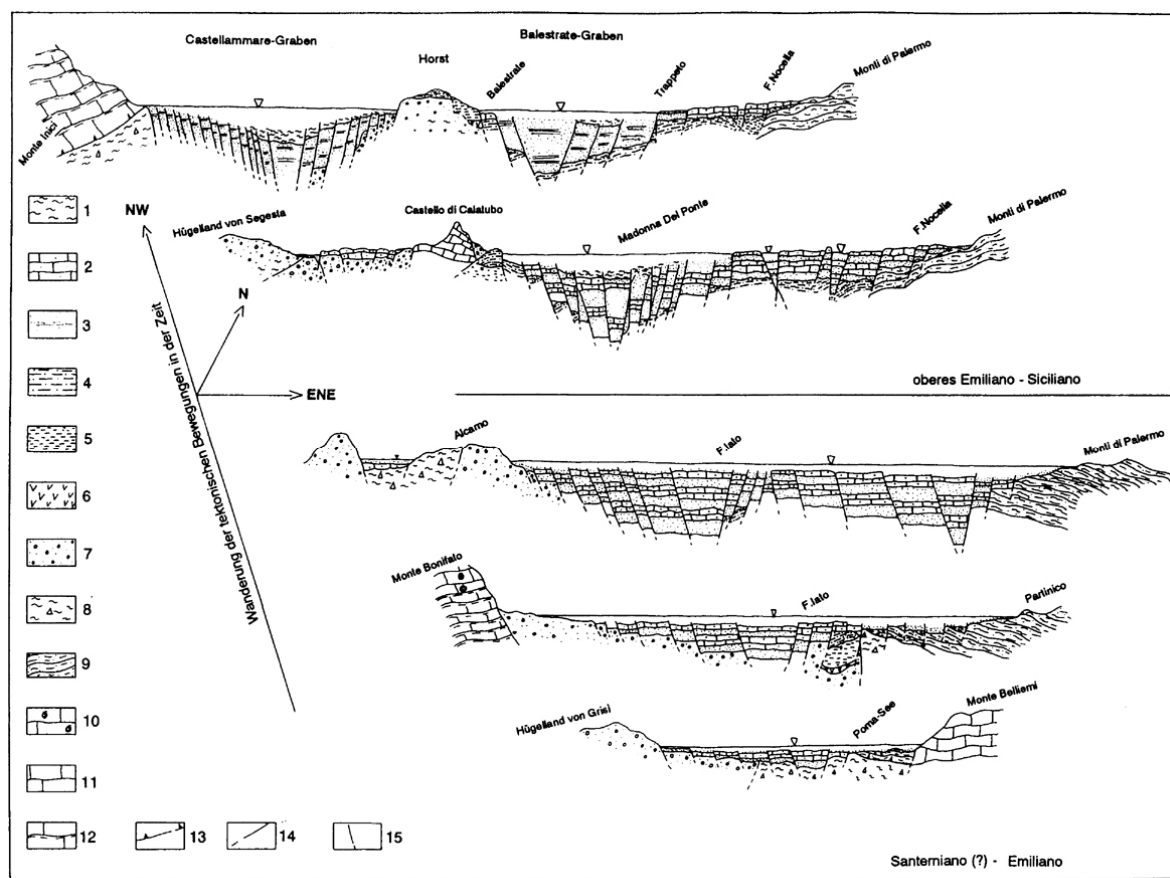 Castellammare-Graben
Balestrate-Graben
Horst
Monte Inici
Balestrate
Trappeto
F.Nocella
Monti di Palermo
NW
Hügelland von Segesta
Castello di Calatubo
Madonna Del Ponte
F.Nocella
Monti di Palermo
N
ENE
Wanderung der tektonischen Bewegungen in der Zeit
oberes Emiliano - Siciliano
Alcamo
F.Iato
Monti di Palermo
Monte Bonifato
F.Iato
Partinico
Hügelland von Grisì
Poma-See
Monte Belliemi
1
2
3
4
5
6
7
8
9
10
11
12 13 14 15
Santerniano (?) - Emiliano